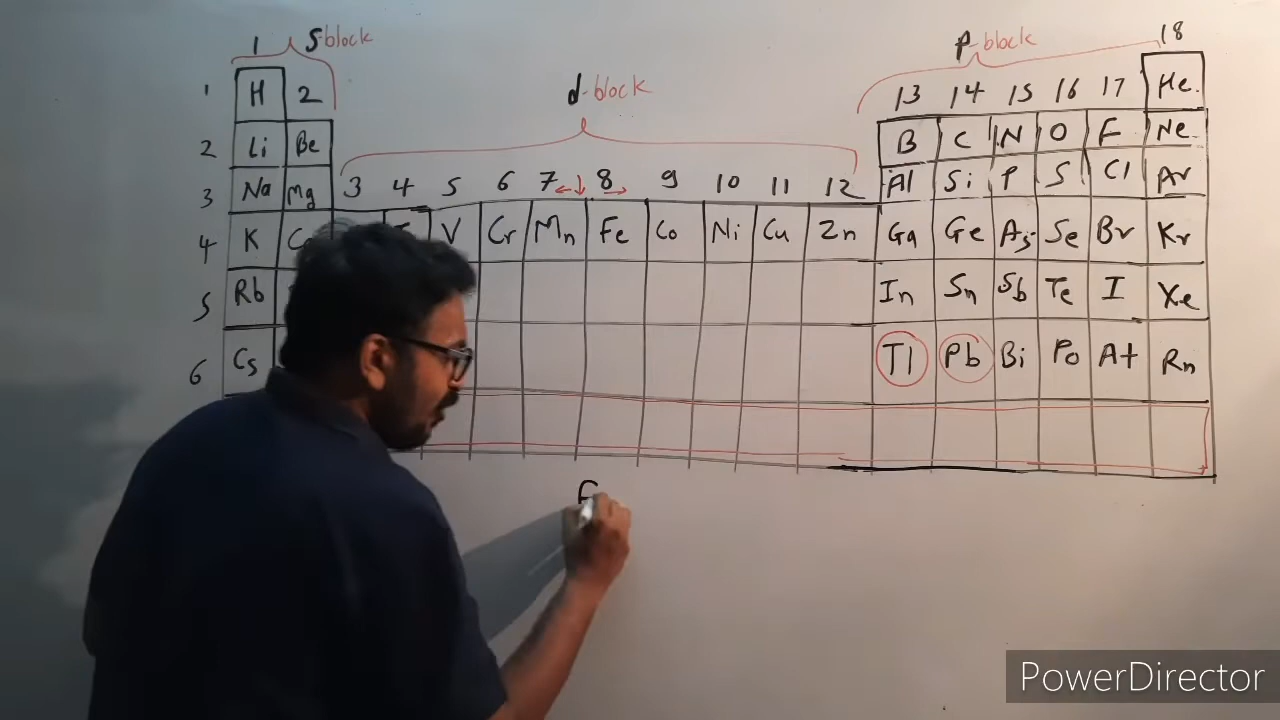 1 S-block p-block 18
1 H 2 d-block 13 14 15 16 17 He
2 Li Be B C N O F Ne
3 Na Mg 3 4 5 6 7 8 9 10 11 12 Al Si P S Cl Ar
4 K V Cr Mn Fe Co Ni Cu Zn Ga Ge As Se Br Kr
5 Rb In Sn Sb Te I Xe
6 Cs Tl Pb Bi Po At Rn
PowerDirector